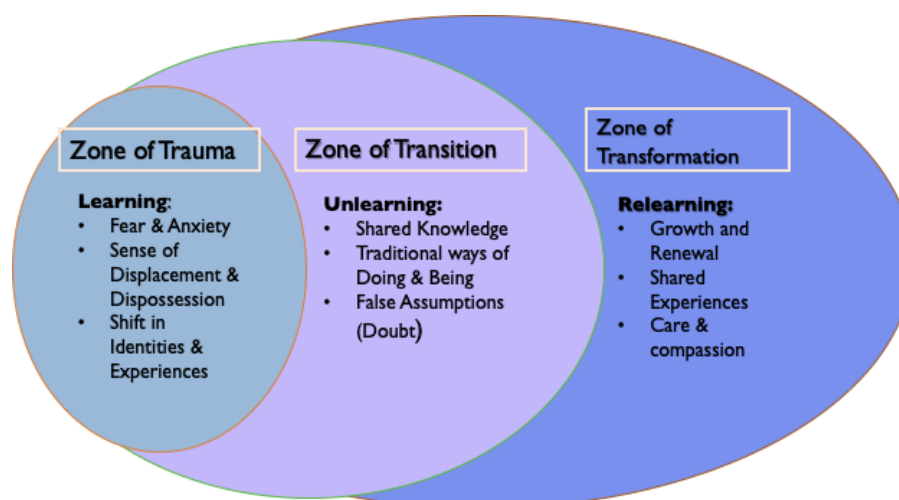 Zone of Trauma
Learning:
• Fear & Anxiety
• Sense of
Displacement &
Dispossession
• Shift in
Identities &
Experiences
Zone of Transition
Unlearning:
• Shared Knowledge
• Traditional ways of
Doing & Being
• False Assumptions
(Doubt)
Zone of
Transformation
Relearning:
• Growth and
Renewal
• Shared
Experiences
• Care &
compassion